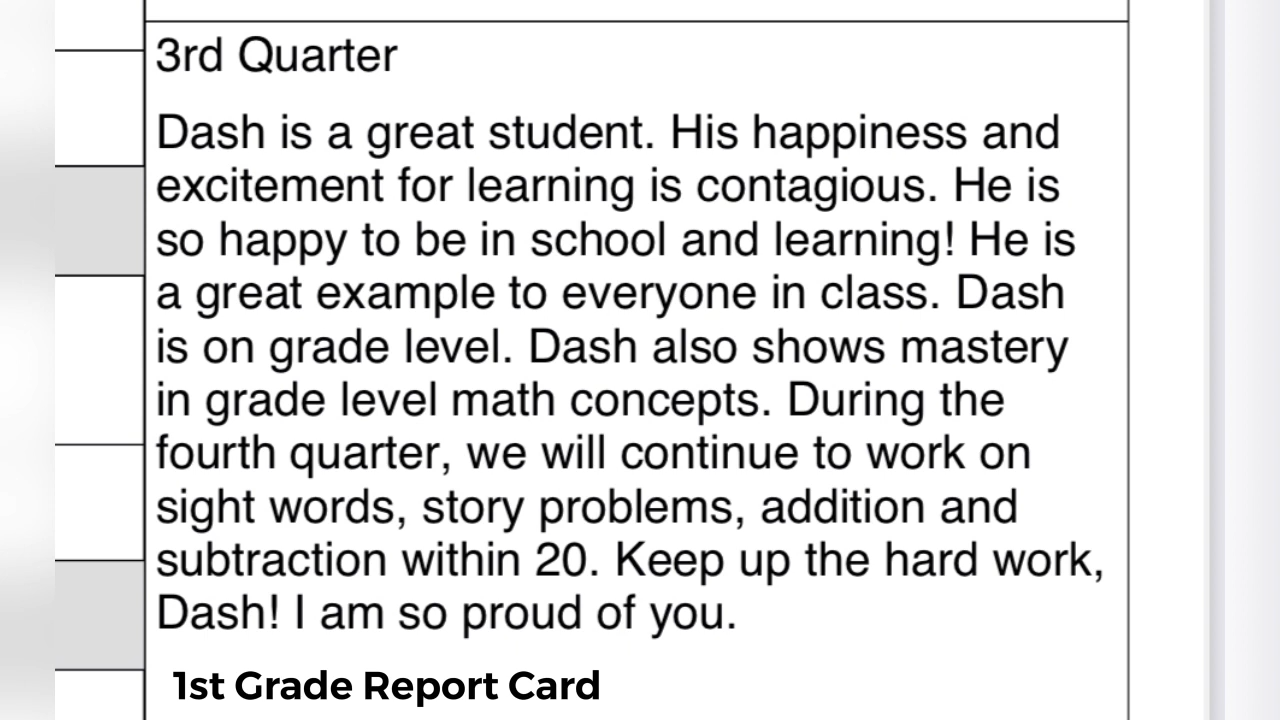 3rd Quarter
Dash is a great student. His happiness and
excitement for learning is contagious. He is
so happy to be in school and learning! He is
a great example to everyone in class. Dash
is on grade level. Dash also shows mastery
in grade level math concepts. During the
fourth quarter, we will continue to work on
sight words, story problems, addition and
subtraction within 20. Keep up the hard work,
Dash! I am so proud of you.
1st Grade Report Card